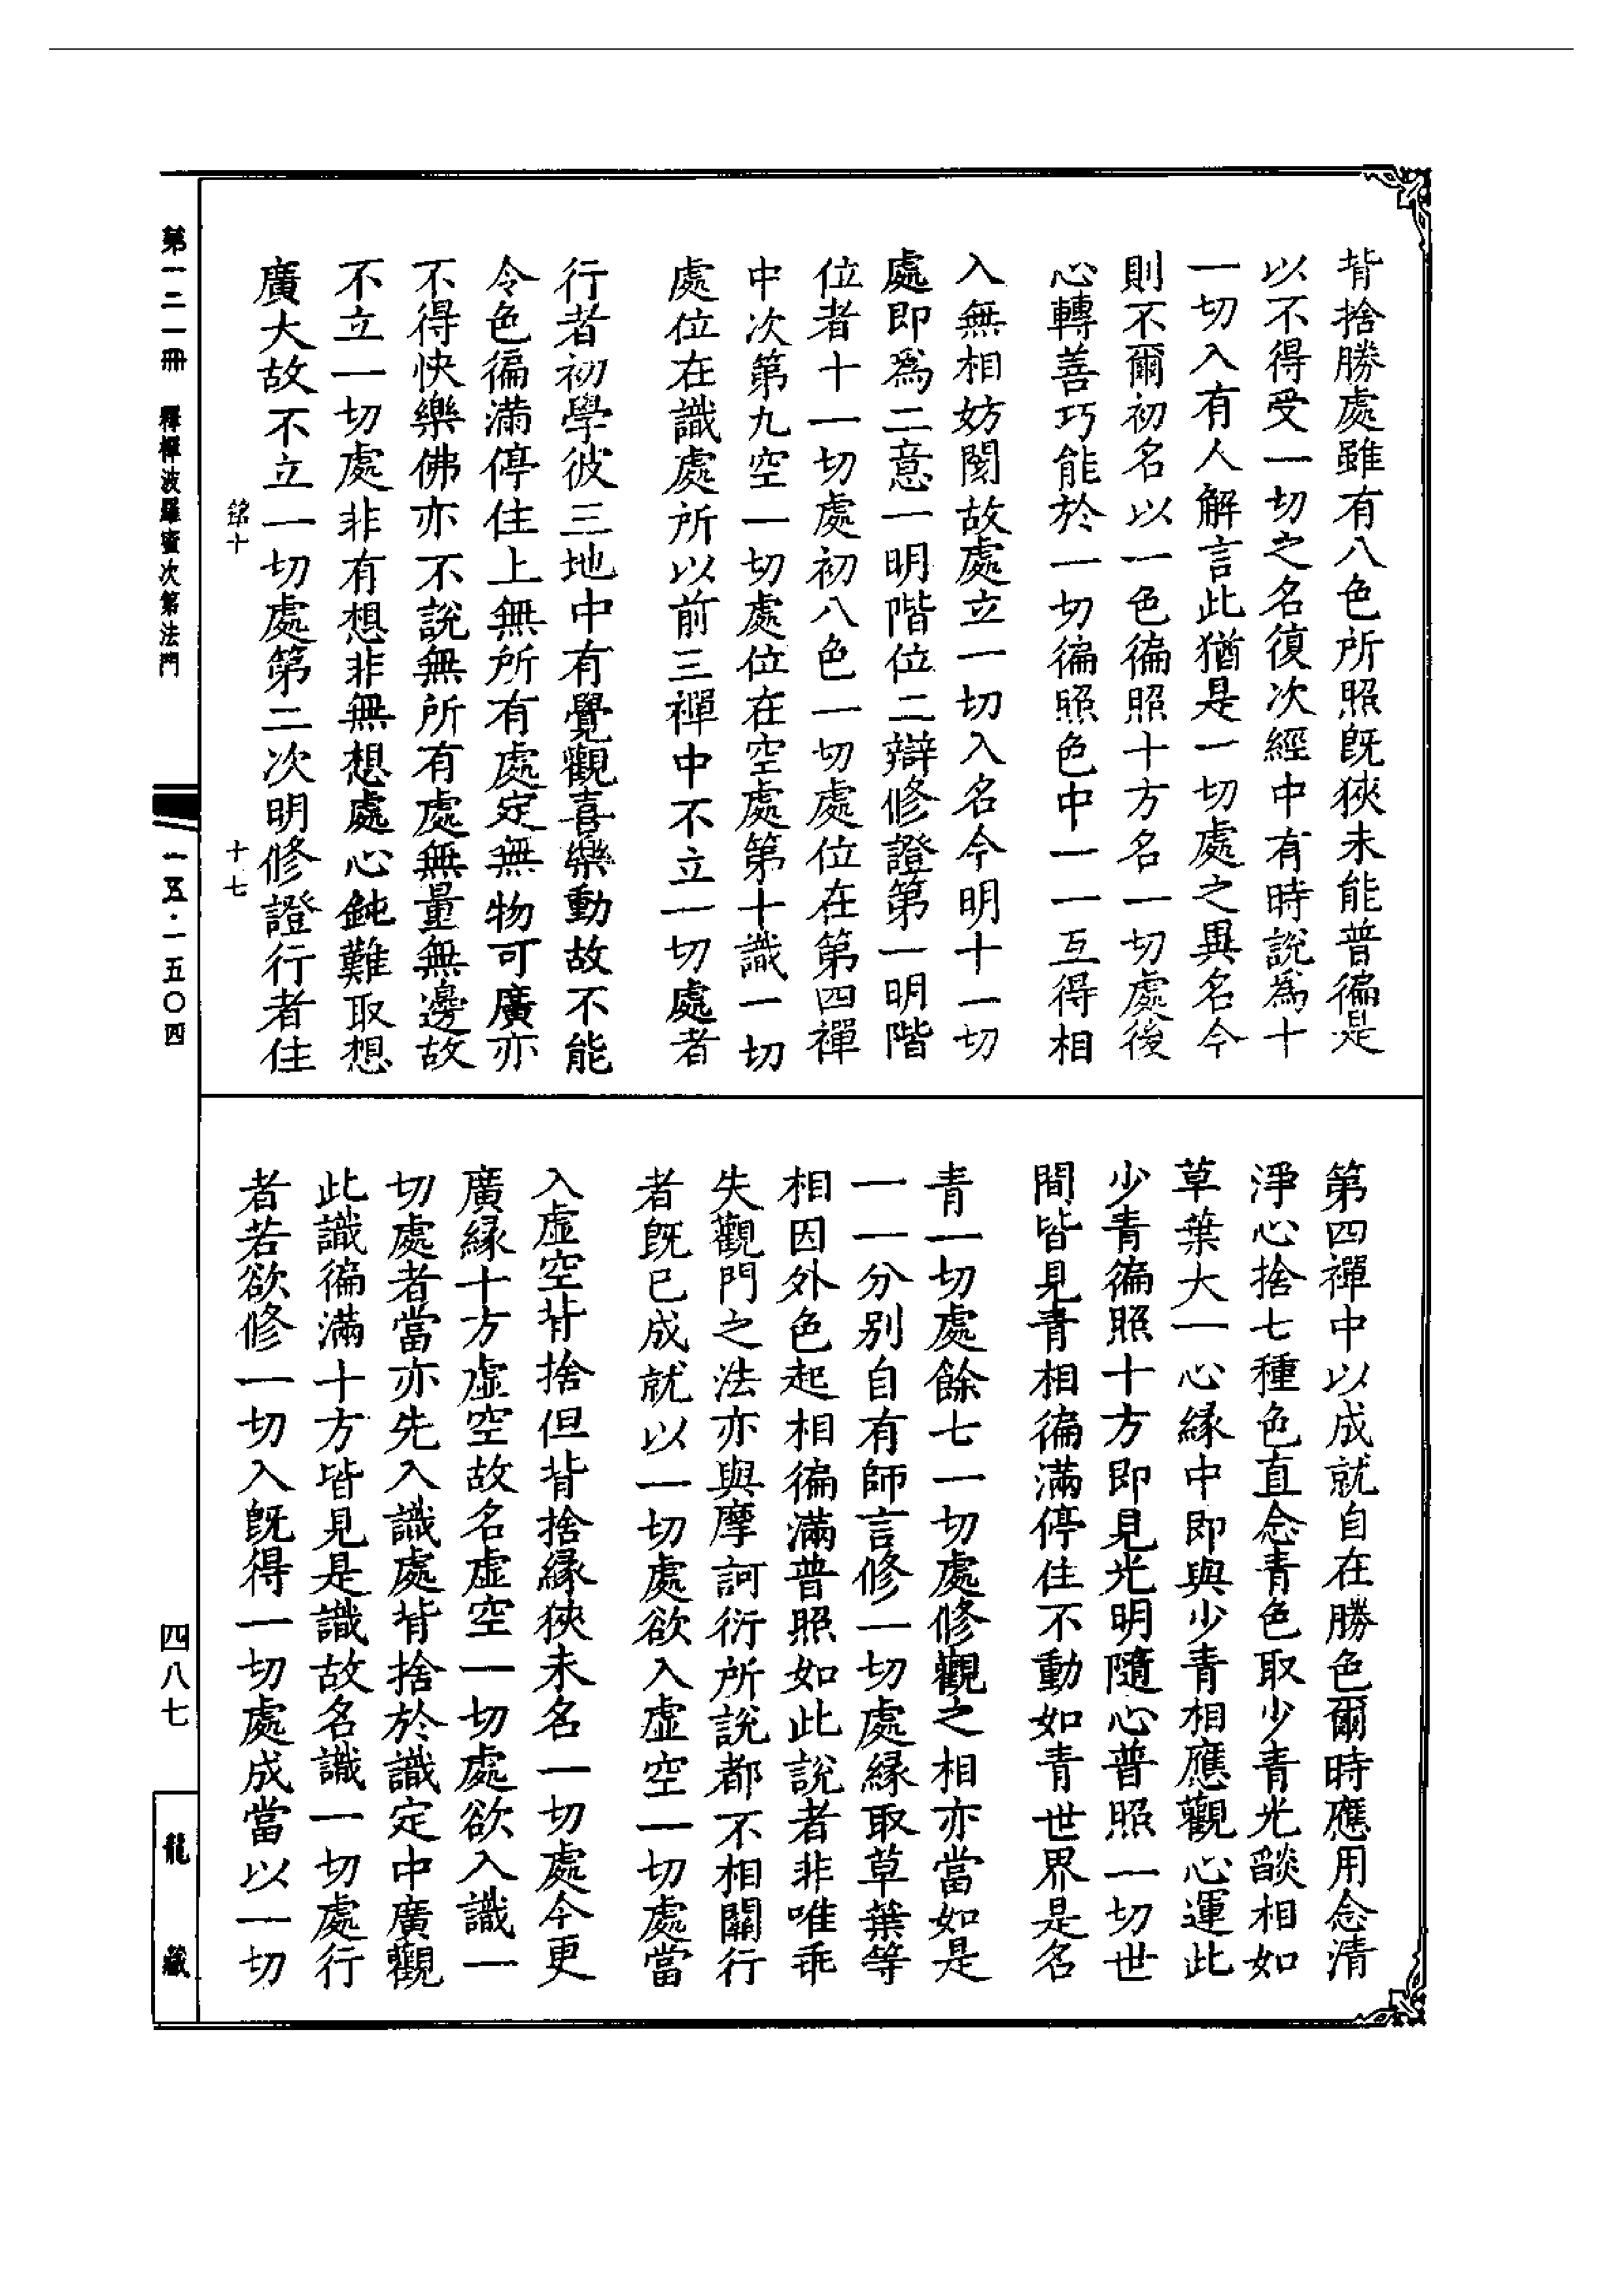 背捨勝處雖有八色所照旣狹未能普徧是
以不得受一切之名復次經中有時說爲十
一切入有人解言此猶是一切處之異名今
則不爾初名以一色徧照十方名一切處後
心轉善巧能於一切徧照色中一一互得相
入無相妨閡故處立一切入名今明十一切
處即爲二意一明階位二辯修證第一明階
位者十一切處初八色一切處位在第四禪
中次第九空一切處位在空處第十識一切
處位在識處所以前三禪中不立一切處者
行者初學彼三地中有覺觀喜樂動故不能
令色徧滿停住上無所有處定無物可廣亦
不得快樂佛亦不說無所有處無量無邊故
不立一切處非有想非無想處心鈍難取想
廣大故不立一切處第二次明修證行者住
第四禪中以成就自在勝色爾時應用念清
淨心捨七種色直念青色取少青光燄相如
草葉大一心緣中即與少青相應觀心運此
少青徧照十方即見光明隨心普照一切世
間皆見青相徧滿停住不動如青世界是名
青一切處餘七一切處修觀之相亦當如是
一一分别自有師言修一切處緣取草葉等
相因外色起相徧滿普照如此說者非唯乖
失觀門之法亦與摩訶衍所說都不相關行
者旣已成就以一切處欲入虛空一切處當
入虛空背捨但背捨緣狹未名一切處今更
廣緣十方虛空故名虛空一切處欲入識一
切處者當亦先入識處背捨於識定中廣觀
此識徧滿十方皆見是識故名識一切處行
者若欲修一切入旣得一切處成當以一切
銘十
十七
第一二一冊 釋禪波羅蜜次第法門
一五五·一五〇四
四八七
龍藏